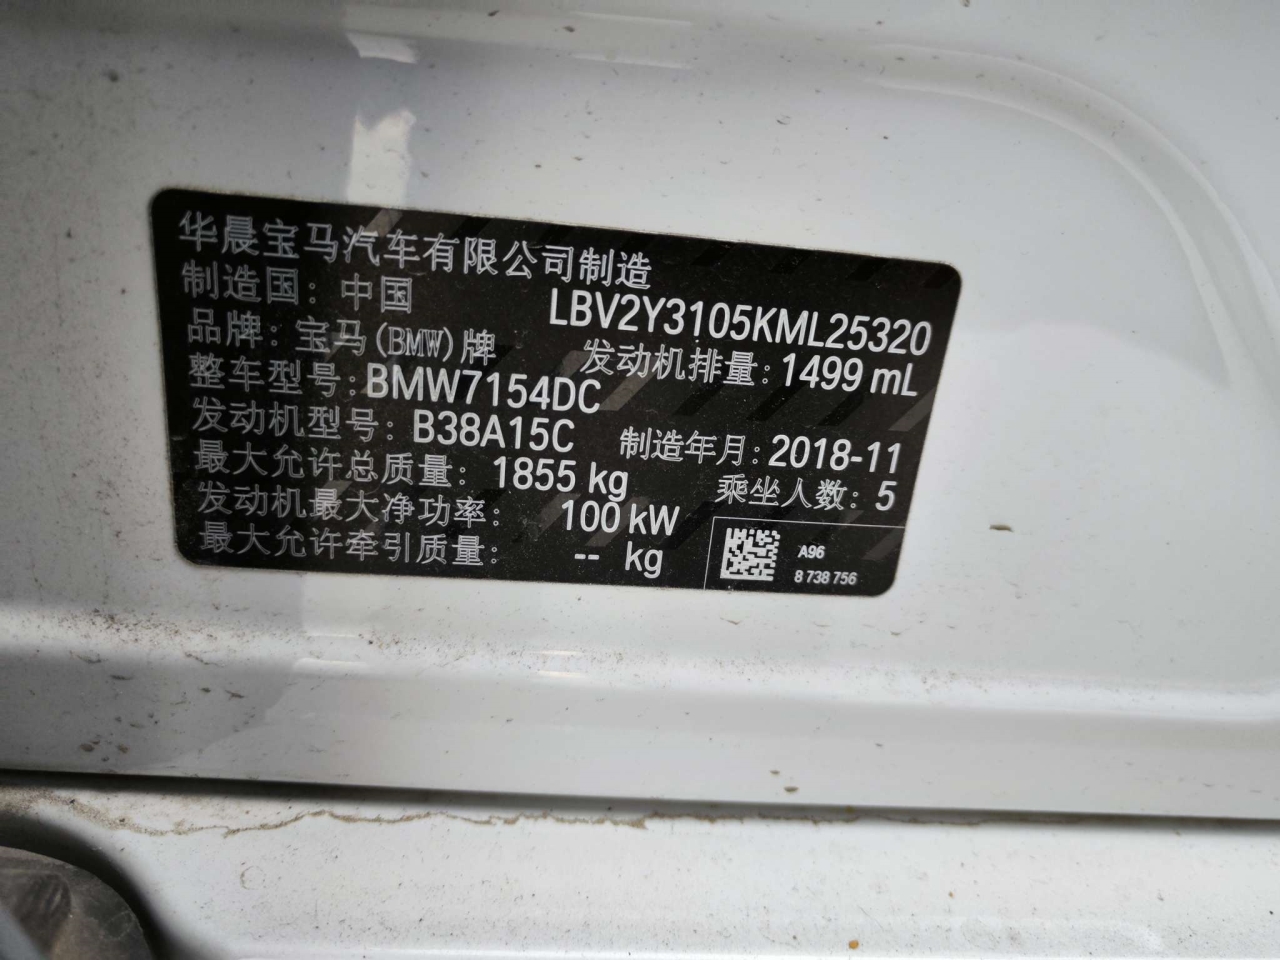 华晨宝马汽车有限公司制造
制造国：中国
LBV2Y3105KML25320
品牌：宝马(BMW)牌
发动机排量：1499 mL
整车型号：BMW7154DC
发动机型号：B38A15C
制造年月：2018-11
最大允许总质量：1855 kg
乘坐人数：5
发动机最大净功率：100 kW
最大允许牵引质量：-- kg
A96
8 738 756